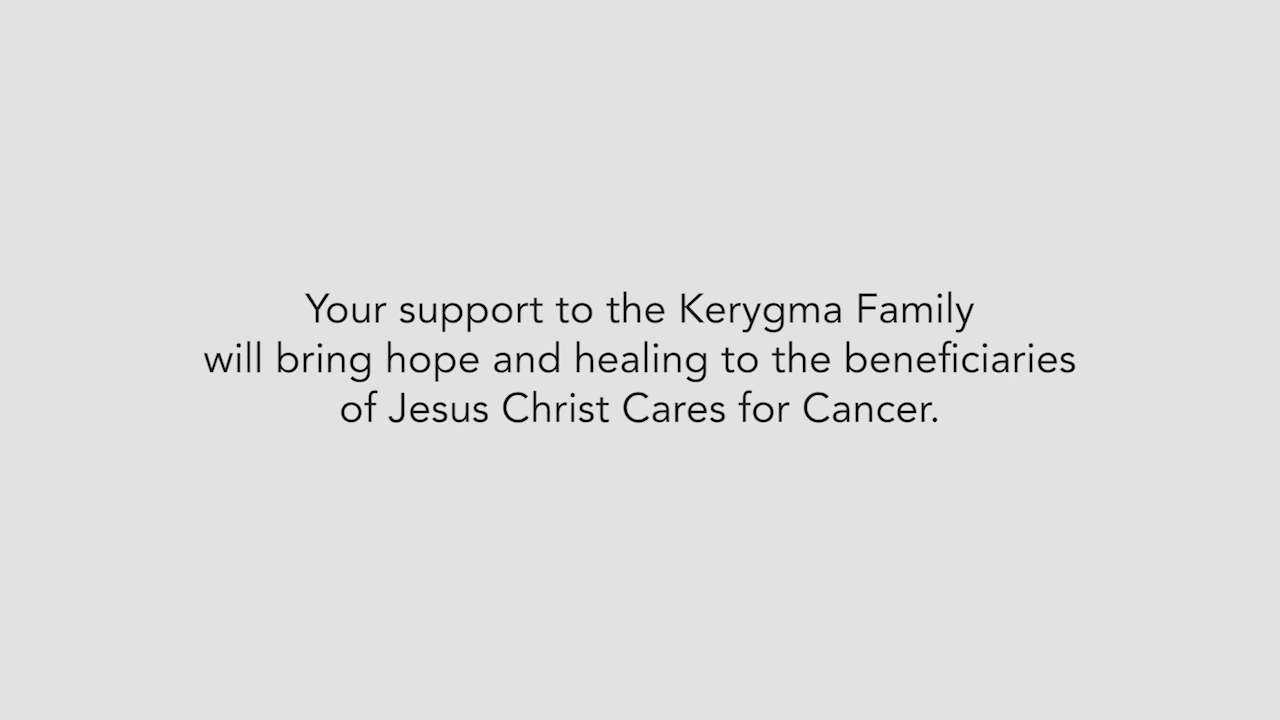 Your support to the Kerygma Family
will bring hope and healing to the beneficiaries
of Jesus Christ Cares for Cancer.